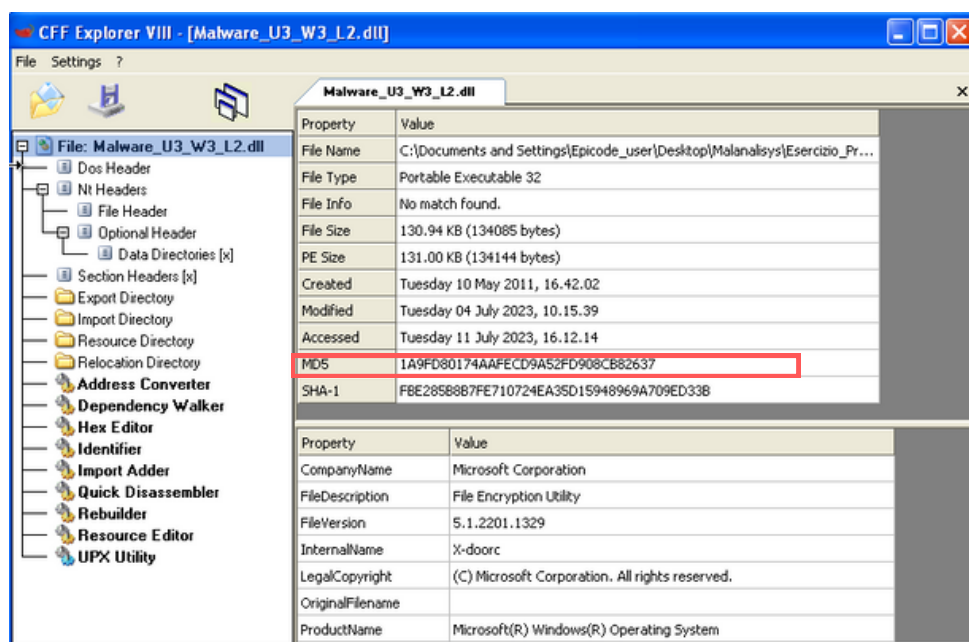 CFF Explorer VIII - [Malware_U3_W3_L2.dll]
File Settings ?
Malware_U3_W3_L2.dll
File: Malware_U3_W3_L2.dll
Dos Header
Nt Headers
File Header
Optional Header
Data Directories [x]
Section Headers [x]
Export Directory
Import Directory
Resource Directory
Relocation Directory
Address Converter
Dependency Walker
Hex Editor
Identifier
Import Adder
Quick Disassembler
Rebuilder
Resource Editor
UPX Utility
Property Value
File Name C:\Documents and Settings\Epicode_user\Desktop\Malanalisys\Esercizio_Pr...
File Type Portable Executable 32
File Info No match found.
File Size 130.94 KB (134085 bytes)
PE Size 131.00 KB (134144 bytes)
Created Tuesday 10 May 2011, 16.42.02
Modified Tuesday 04 July 2023, 10.15.39
Accessed Tuesday 11 July 2023, 16.12.14
MD5 1A9FD80174AAFECD9A52FD908CB82637
SHA-1 FBE285B8B7FE710724EA35D15948969A709ED33B
Property Value
CompanyName Microsoft Corporation
FileDescription File Encryption Utility
FileVersion 5.1.2201.1329
InternalName X-doorc
LegalCopyright (C) Microsoft Corporation. All rights reserved.
OriginalFilename
ProductName Microsoft(R) Windows(R) Operating System